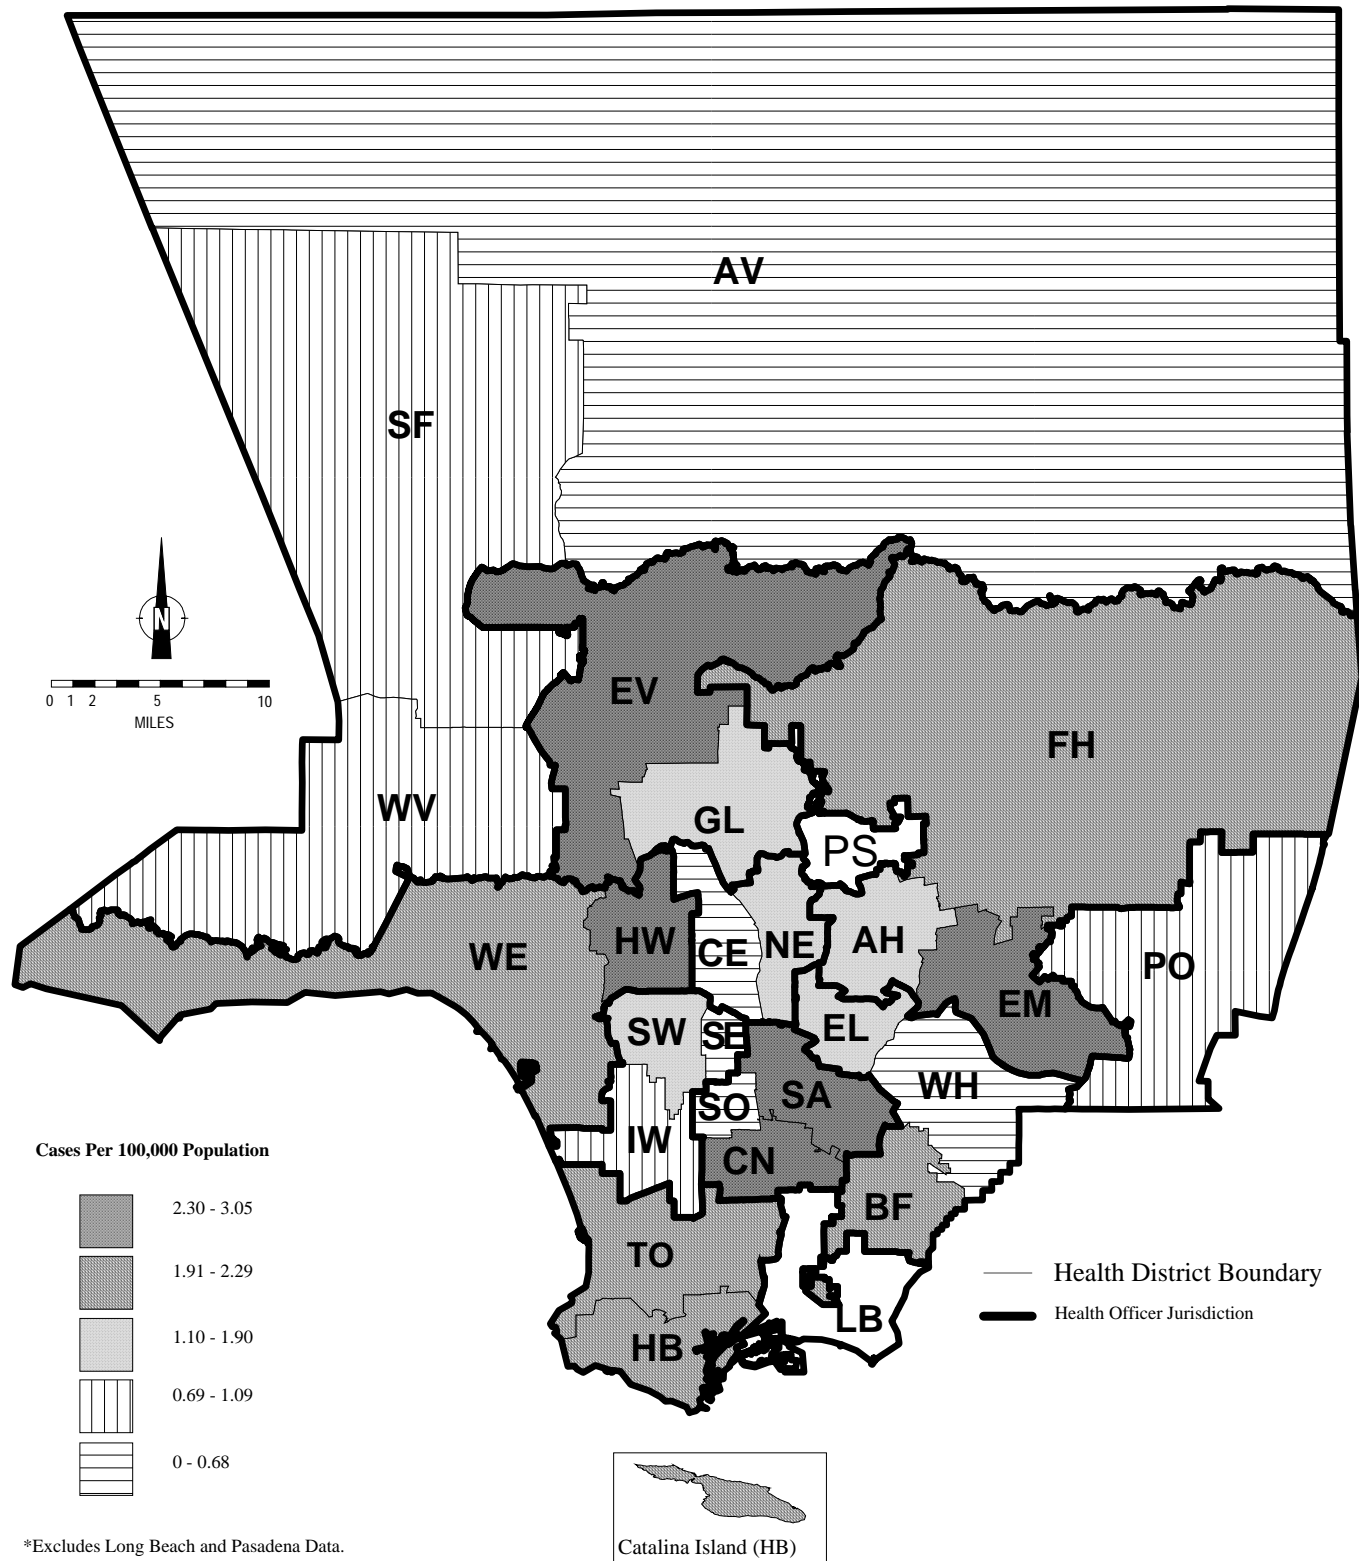 AV
SF
N
0 1 2 5 10
MILES
EV
FH
WV
GL
PS
HW
CE
NE
AH
WE
PO
EM
SW
SE
EL
SO
SA
WH
IW
CN
BF
TO
LB
HB
Cases Per 100,000 Population
2.30 - 3.05
1.91 - 2.29
1.10 - 1.90
0.69 - 1.09
0 - 0.68
Health District Boundary
Health Officer Jurisdiction
Catalina Island (HB)
*Excludes Long Beach and Pasadena Data.